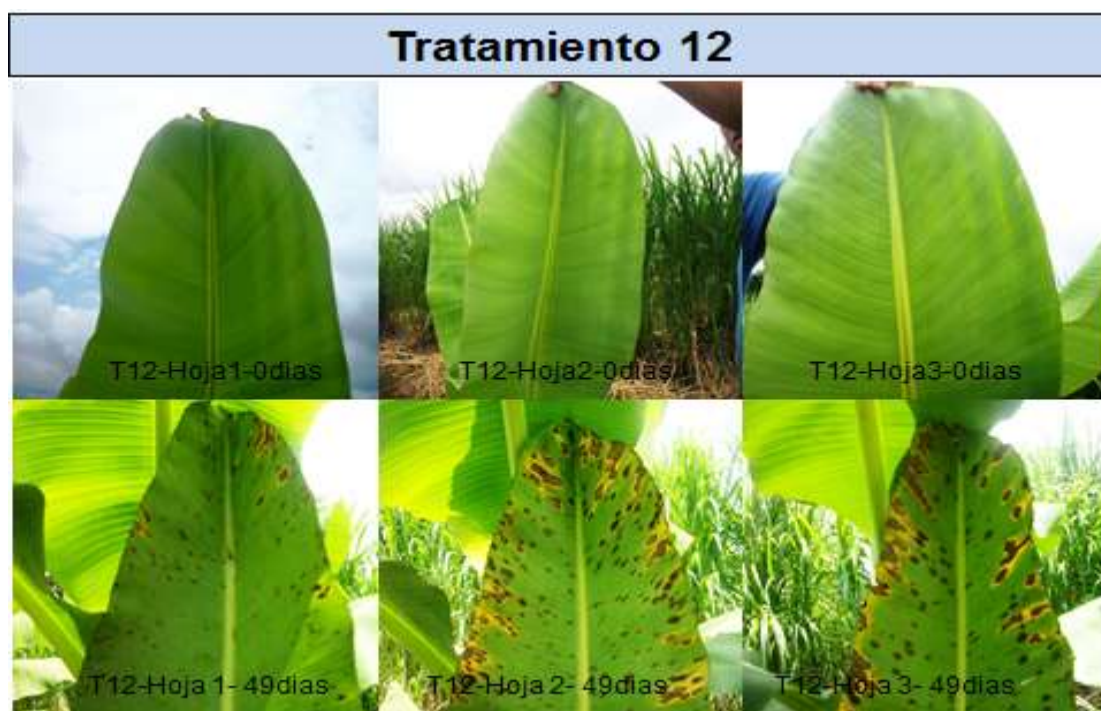 Tratamiento 12
T12-Hoja1-0dias
T12-Hoja2-0dias
T12-Hoja3-0dias
T12-Hoja 1- 49dias
T12-Hoja 2- 49dias
T12-Hoja 3- 49dias